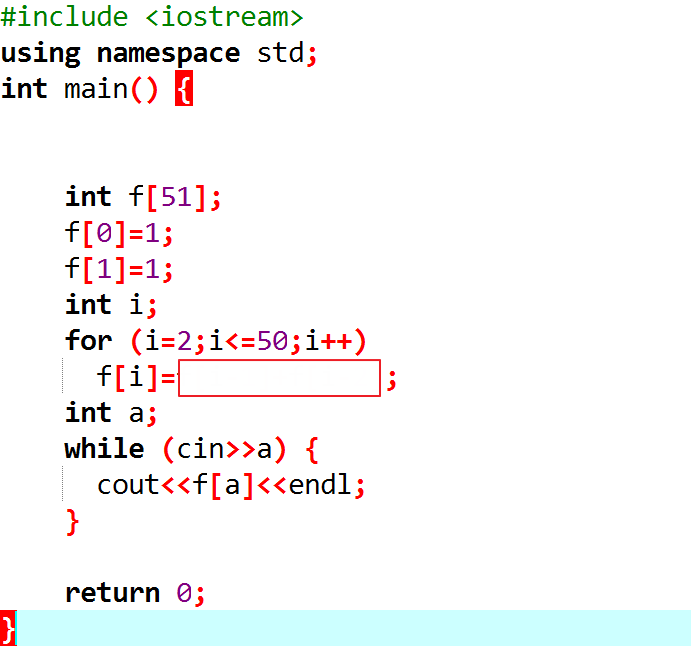 #include <iostream>
using namespace std;
int main() {
int f[51];
f[0]=1;
f[1]=1;
int i;
for (i=2;i<=50;i++)
f[i]= ;
int a;
while (cin>>a) {
cout<<f[a]<<endl;
}
return 0;
}